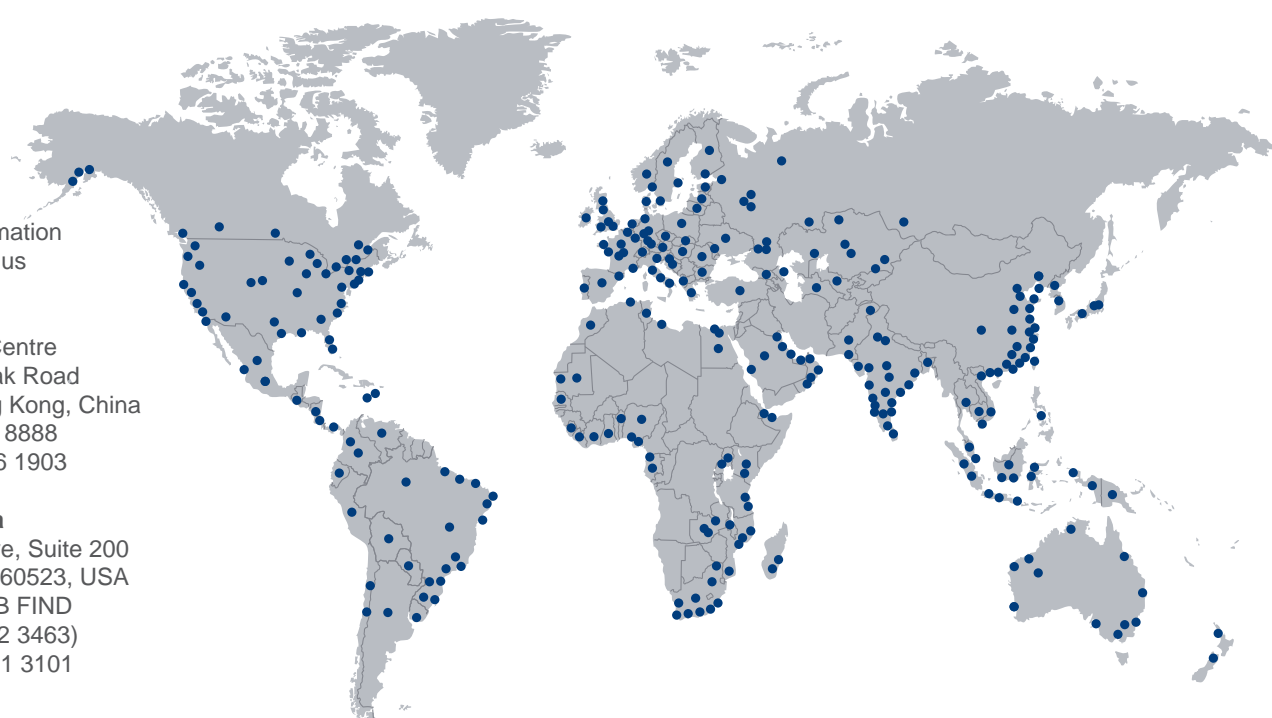 mation
us
Centre
ak Road
g Kong, China
8888
6 1903
a
ve, Suite 200
60523, USA
B FIND
2 3463)
1 3101